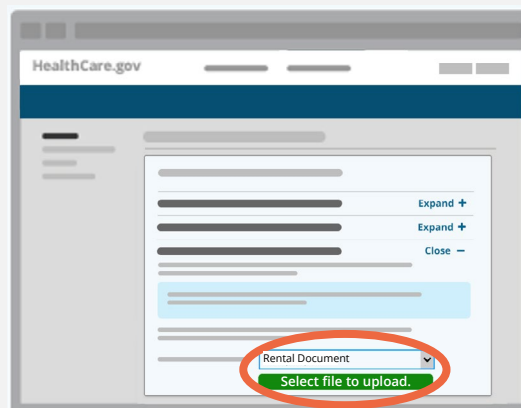 HealthCare.gov
Expand +
Expand +
Close −
Rental Document
Select file to upload.